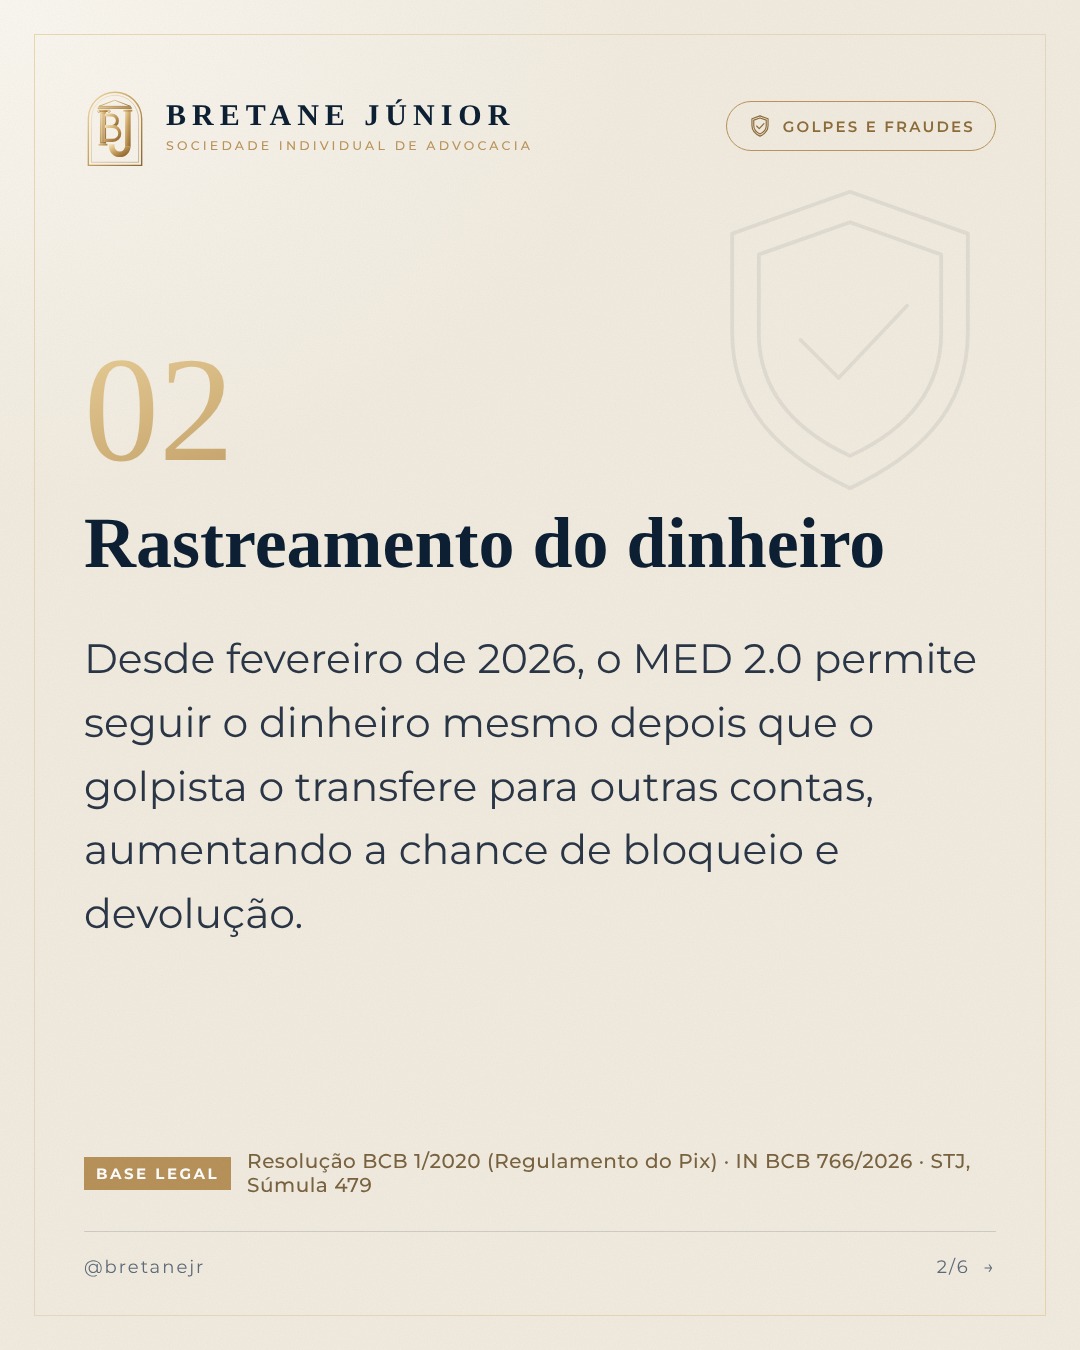 BJ
BRETANE JÚNIOR
SOCIEDADE INDIVIDUAL DE ADVOCACIA
GOLPES E FRAUDES
02
Rastreamento do dinheiro
Desde fevereiro de 2026, o MED 2.0 permite
seguir o dinheiro mesmo depois que o
golpista o transfere para outras contas,
aumentando a chance de bloqueio e
devolução.
BASE LEGAL
Resolução BCB 1/2020 (Regulamento do Pix) · IN BCB 766/2026 · STJ,
Súmula 479
@bretanejr
2/6 →